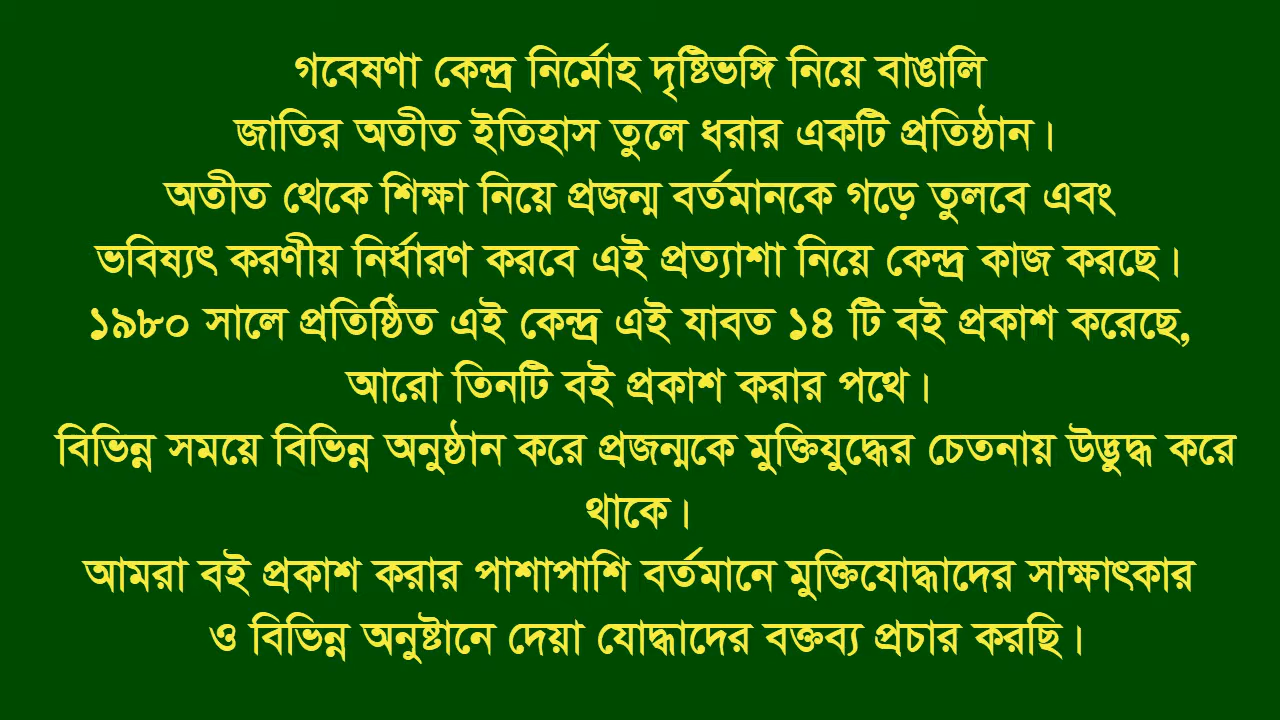 গবেষণা কেন্দ্র নির্মোহ দৃষ্টিভঙ্গি নিয়ে বাঙালি
জাতির অতীত ইতিহাস তুলে ধরার একটি প্রতিষ্ঠান।
অতীত থেকে শিক্ষা নিয়ে প্রজন্ম বর্তমানকে গড়ে তুলবে এবং
ভবিষ্যৎ করণীয় নির্ধারণ করবে এই প্রত্যাশা নিয়ে কেন্দ্র কাজ করছে।
১৯৮০ সালে প্রতিষ্ঠিত এই কেন্দ্র এই যাবত ১৪ টি বই প্রকাশ করেছে,
আরো তিনটি বই প্রকাশ করার পথে।
বিভিন্ন সময়ে বিভিন্ন অনুষ্ঠান করে প্রজন্মকে মুক্তিযুদ্ধের চেতনায় উদ্ভুদ্ধ করে
থাকে।
আমরা বই প্রকাশ করার পাশাপাশি বর্তমানে মুক্তিযোদ্ধাদের সাক্ষাৎকার
ও বিভিন্ন অনুষ্টানে দেয়া যোদ্ধাদের বক্তব্য প্রচার করছি।